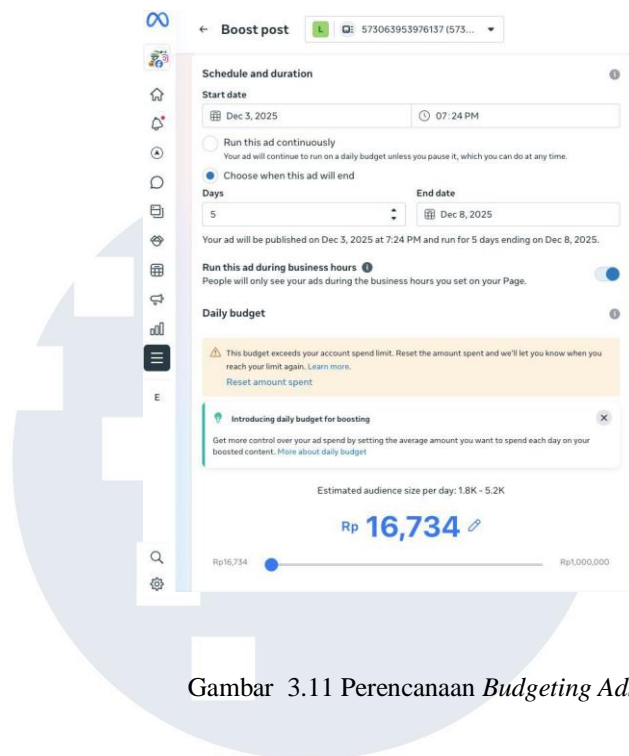 ← Boost post
L 573063953976137 (573...
Schedule and duration
Start date
Dec 3, 2025 07:24 PM
Run this ad continuously
Your ad will continue to run on a daily budget unless you pause it, which you can do at any time.
Choose when this ad will end
Days End date
5 Dec 8, 2025
Your ad will be published on Dec 3, 2025 at 7:24 PM and run for 5 days ending on Dec 8, 2025.
Run this ad during business hours
People will only see your ads during the business hours you set on your Page.
Daily budget
This budget exceeds your account spend limit. Reset the amount spent and we'll let you know when you
reach your limit again. Learn more.
Reset amount spent
E
Introducing daily budget for boosting
Get more control over your ad spend by setting the average amount you want to spend each day on your
boosted content. More about daily budget
Estimated audience size per day: 1.8K - 5.2K
Rp 16,734
Rp16,734 Rp1,000,000
Gambar 3.11 Perencanaan Budgeting Ad